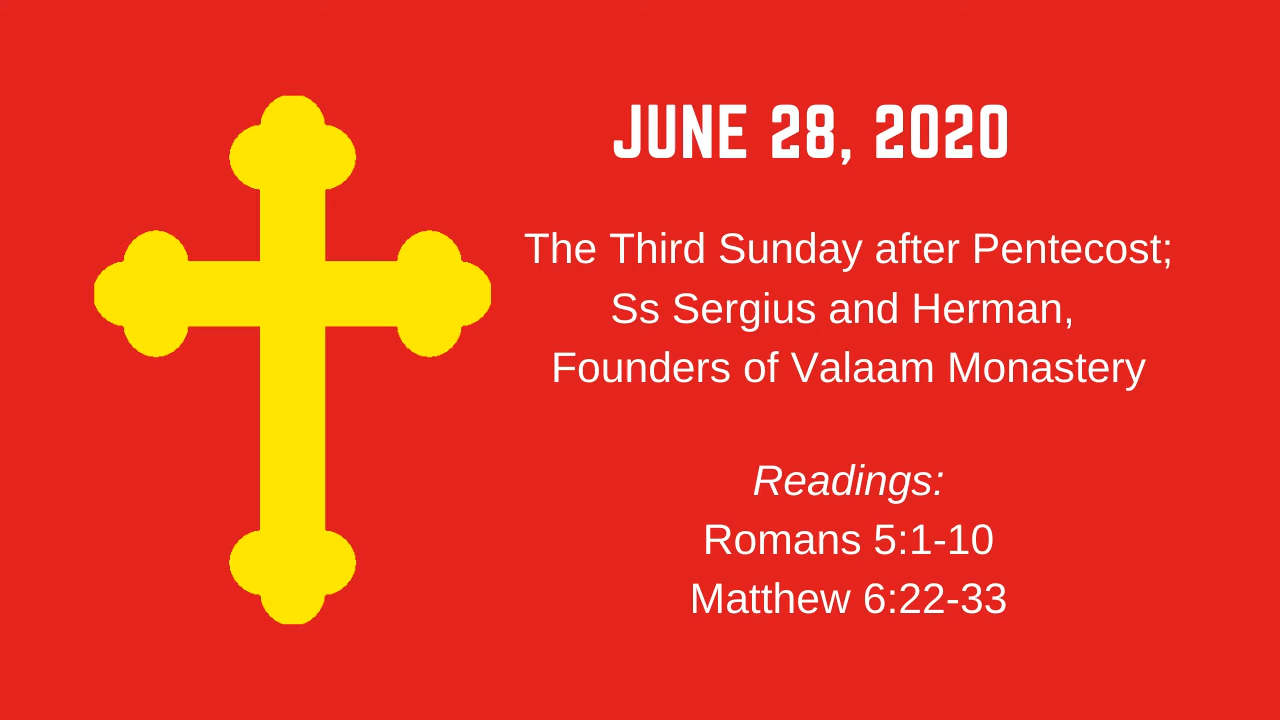 JUNE 28, 2020
The Third Sunday after Pentecost;
Ss Sergius and Herman,
Founders of Valaam Monastery
Readings:
Romans 5:1-10
Matthew 6:22-33